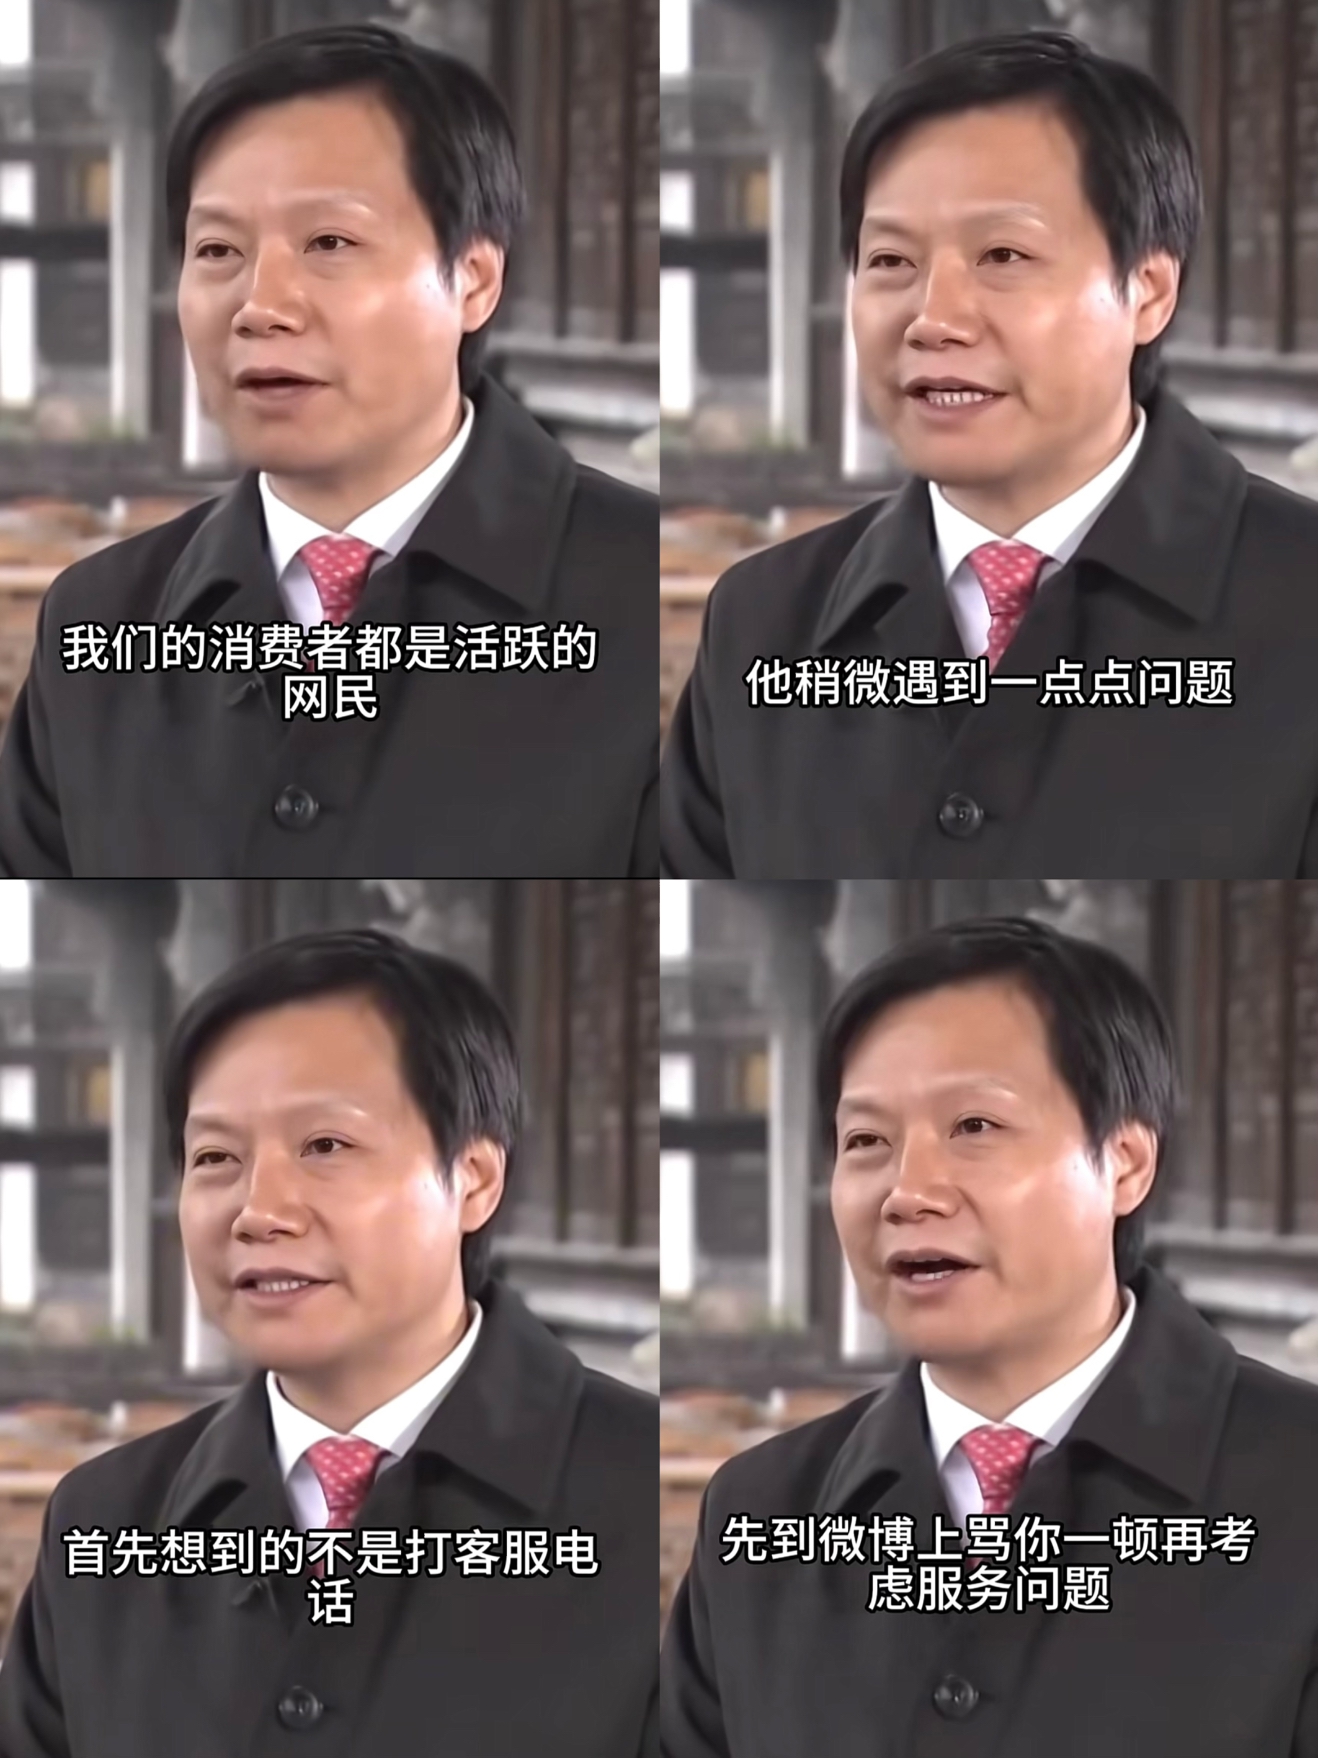 我们的消费者都是活跃的
网民
他稍微遇到一点点问题
首先想到的不是打客服电
话
先到微博上骂你一顿再考
虑服务问题